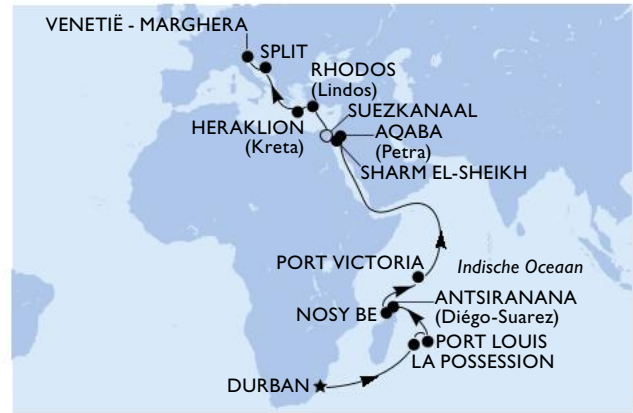 VENETIË - MARGHERA
SPLIT
RHODOS
(Lindos)
SUEZKANAAL
HERAKLION
(Kreta)
AQABA
(Petra)
SHARM EL-SHEIKH
PORT VICTORIA
Indische Oceaan
ANTSIRANANA
(Diégo-Suarez)
NOSY BE
PORT LOUIS
LA POSSESSION
DURBAN